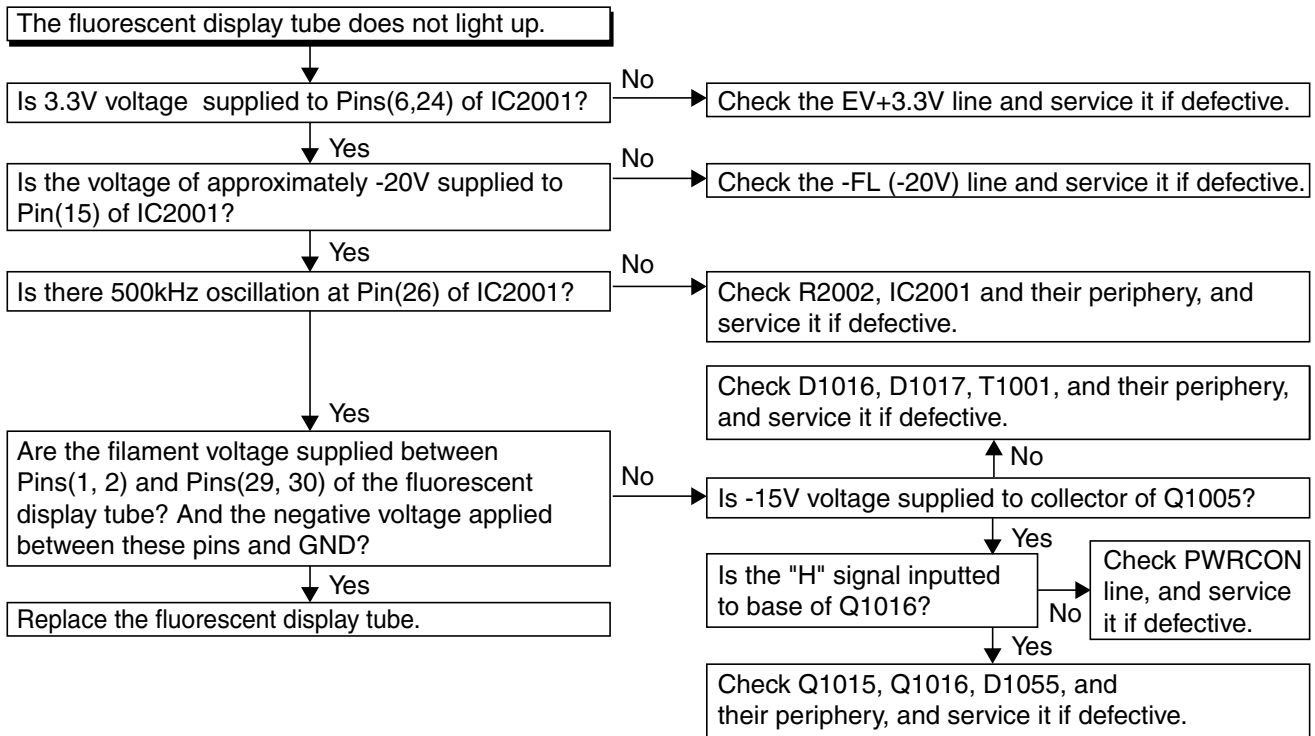 The fluorescent display tube does not light up.
No
Is 3.3V voltage  supplied to Pins(6,24) of IC2001?
Check the EV+3.3V line and service it if defective.
Yes
No
Is the voltage of approximately -20V supplied to
Pin(15) of IC2001?
Check the -FL (-20V) line and service it if defective.
Yes
No
Is there 500kHz oscillation at Pin(26) of IC2001?
Check R2002, IC2001 and their periphery, and
service it if defective.
Check D1016, D1017, T1001, and their periphery,
and service it if defective.
Yes
Are the filament voltage supplied between
Pins(1, 2) and Pins(29, 30) of the fluorescent
display tube? And the negative voltage applied
between these pins and GND?
No
No
Is -15V voltage supplied to collector of Q1005?
Yes
Is the "H" signal inputted
to base of Q1016?
No
Check PWRCON
line, and service
it if defective.
Yes
Replace the fluorescent display tube.
Yes
Check Q1015, Q1016, D1055, and
their periphery, and service it if defective.